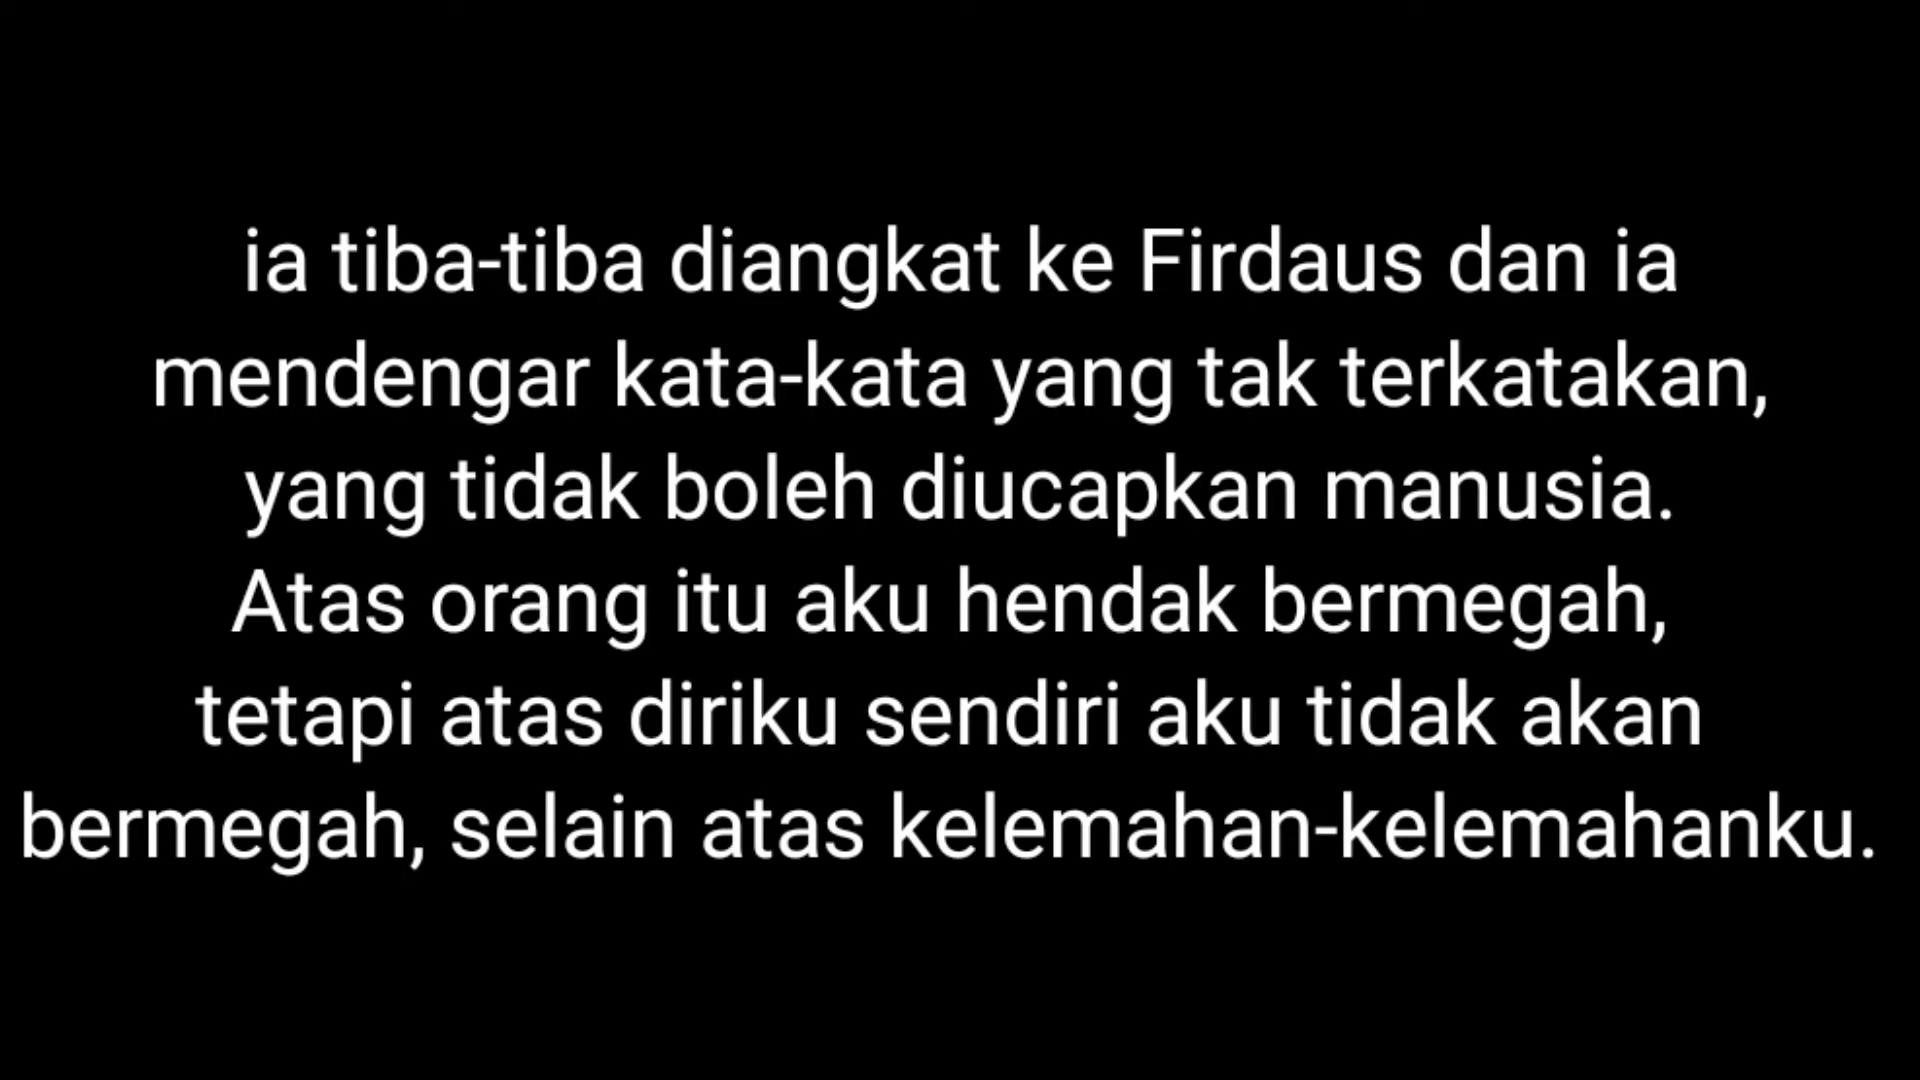 ia tiba-tiba diangkat ke Firdaus dan ia
mendengar kata-kata yang tak terkatakan,
yang tidak boleh diucapkan manusia.
Atas orang itu aku hendak bermegah,
tetapi atas diriku sendiri aku tidak akan
bermegah, selain atas kelemahan-kelemahanku.